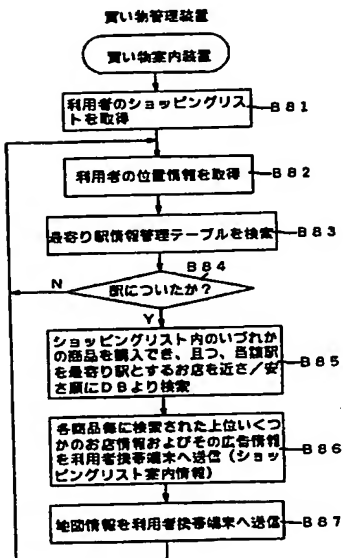 買い物管理装置
買い物案内装置
利用者のショッピングリス
トを取得
B81
利用者の位置情報を取得
B82
最寄り駅情報管理テーブルを検索
B83
B84
駅についたか?
N
Y
ショッピングリスト内のいづれか
の商品を購入でき、且つ、当該駅
を最寄り駅とするお店を近さ/安
さ順にDBより検索
B85
各商品毎に検索された上位いくつ
かのお店情報およびその広告情報
を利用者携帯端末へ送信(ショッ
ピングリスト案内情報)
B86
地図情報を利用者携帯端末へ送信
B87